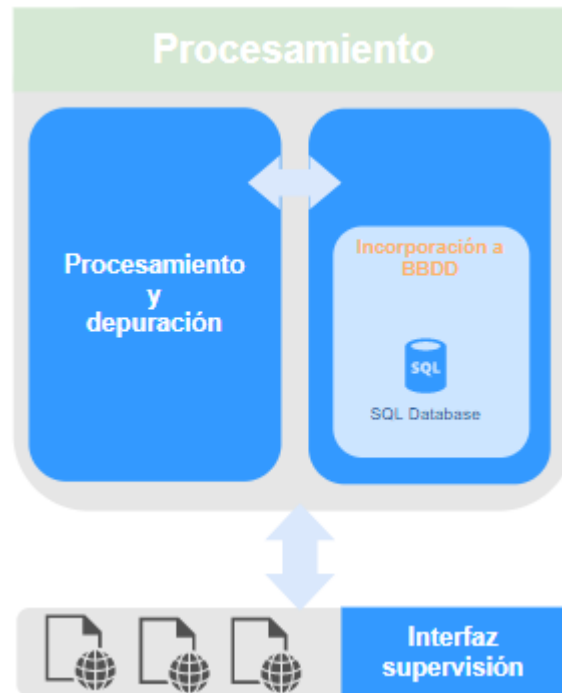 Procesamiento
Procesamiento
y
depuración
Incorporación a
BBDD
SQL
SQL Database
Interfaz
supervisión